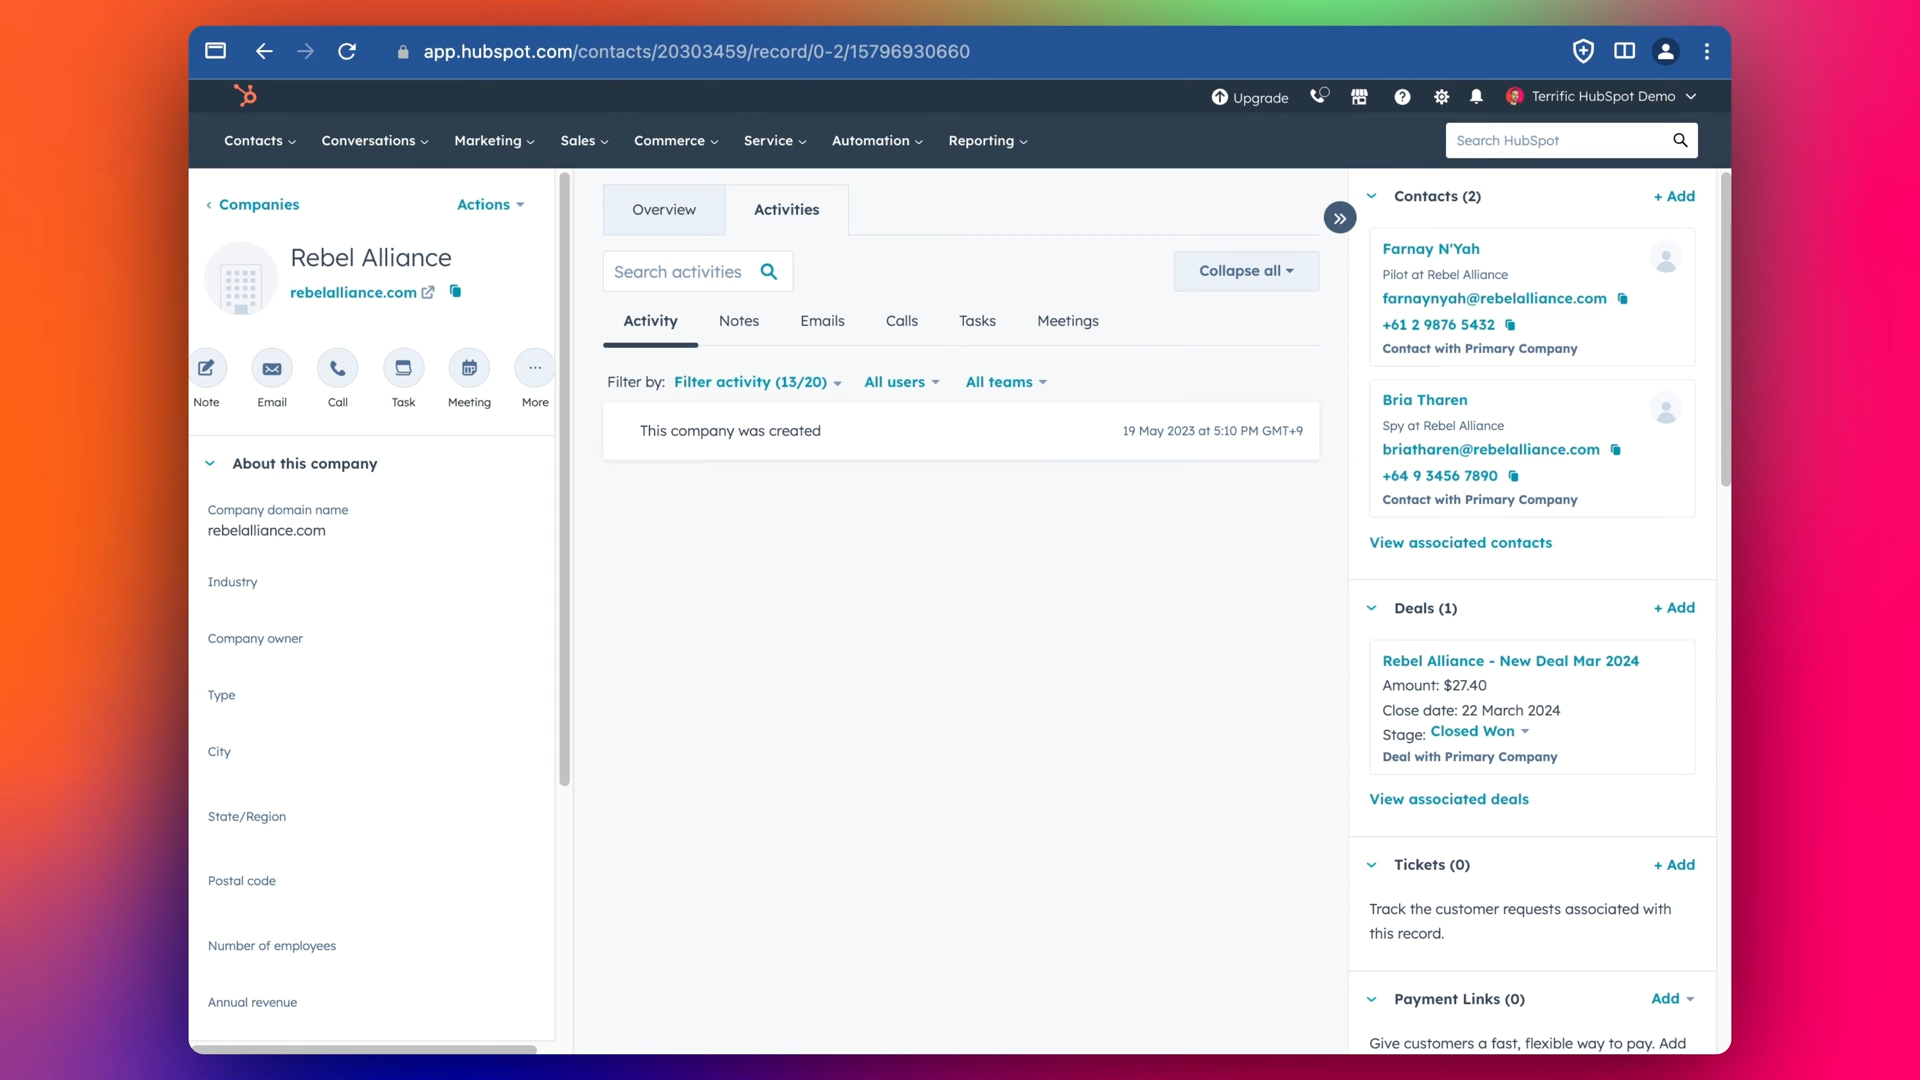 app.hubspot.com/contacts/20303459/record/0-2/15796930660
Upgrade
Terrific HubSpot Demo
Contacts
Conversations
Marketing
Sales
Commerce
Service
Automation
Reporting
Search HubSpot
Companies
Actions
Rebel Alliance
rebelalliance.com
Note
Email
Call
Task
Meeting
More
About this company
Company domain name
rebelalliance.com
Industry
Company owner
Type
City
State/Region
Postal code
Number of employees
Annual revenue
Overview
Activities
Search activities
Collapse all
Activity
Notes
Emails
Calls
Tasks
Meetings
Filter by: Filter activity (13/20) All users All teams
This company was created 19 May 2023 at 5:10 PM GMT+9
Contacts (2)
+ Add
Farnay N'Yah
Pilot at Rebel Alliance
farnaynyah@rebelalliance.com
+61 2 9876 5432
Contact with Primary Company
Bria Tharen
Spy at Rebel Alliance
briatharen@rebelalliance.com
+64 9 3456 7890
Contact with Primary Company
View associated contacts
Deals (1)
+ Add
Rebel Alliance - New Deal Mar 2024
Amount: $27.40
Close date: 22 March 2024
Stage: Closed Won
Deal with Primary Company
View associated deals
Tickets (0)
+ Add
Track the customer requests associated with
this record.
Payment Links (0)
Add
Give customers a fast, flexible way to pay. Add